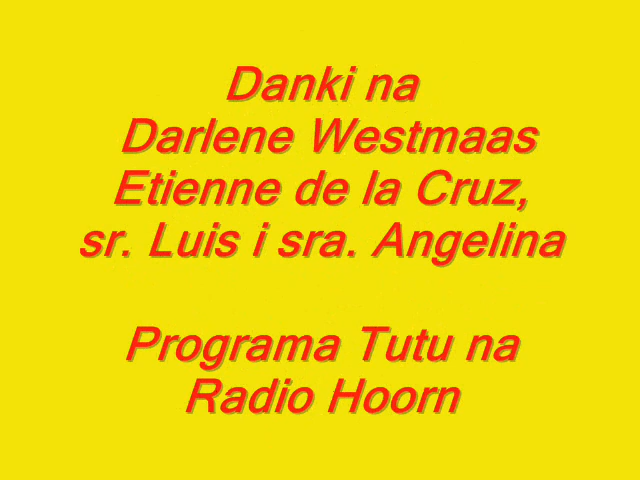 Danki na
Darlene Westmaas
Etienne de la Cruz,
sr. Luis i sra. Angelina
Programa Tutu na
Radio Hoorn